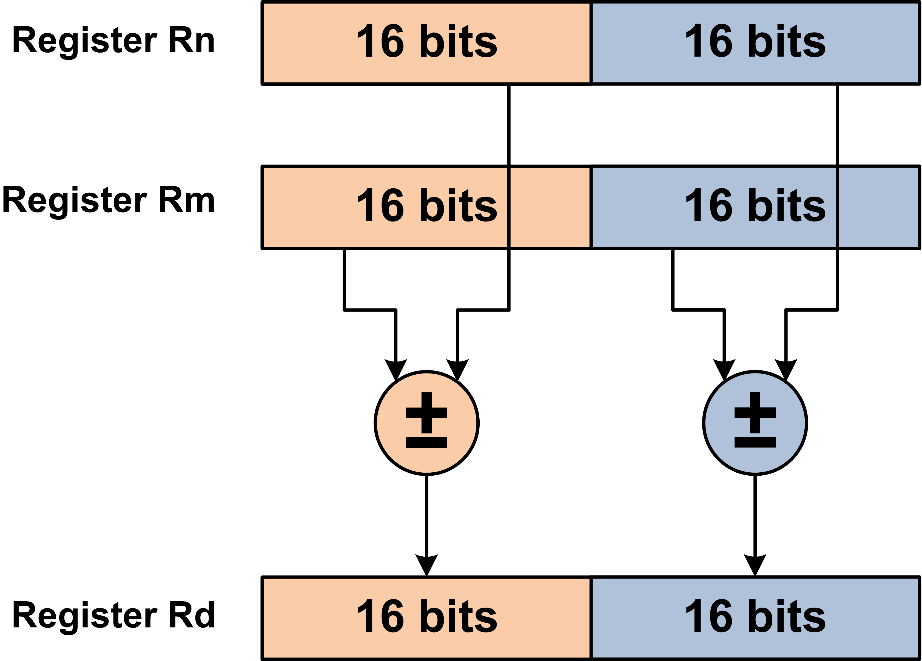 Register Rn 16 bits 16 bits
Register Rm 16 bits 16 bits
± ±
Register Rd 16 bits 16 bits